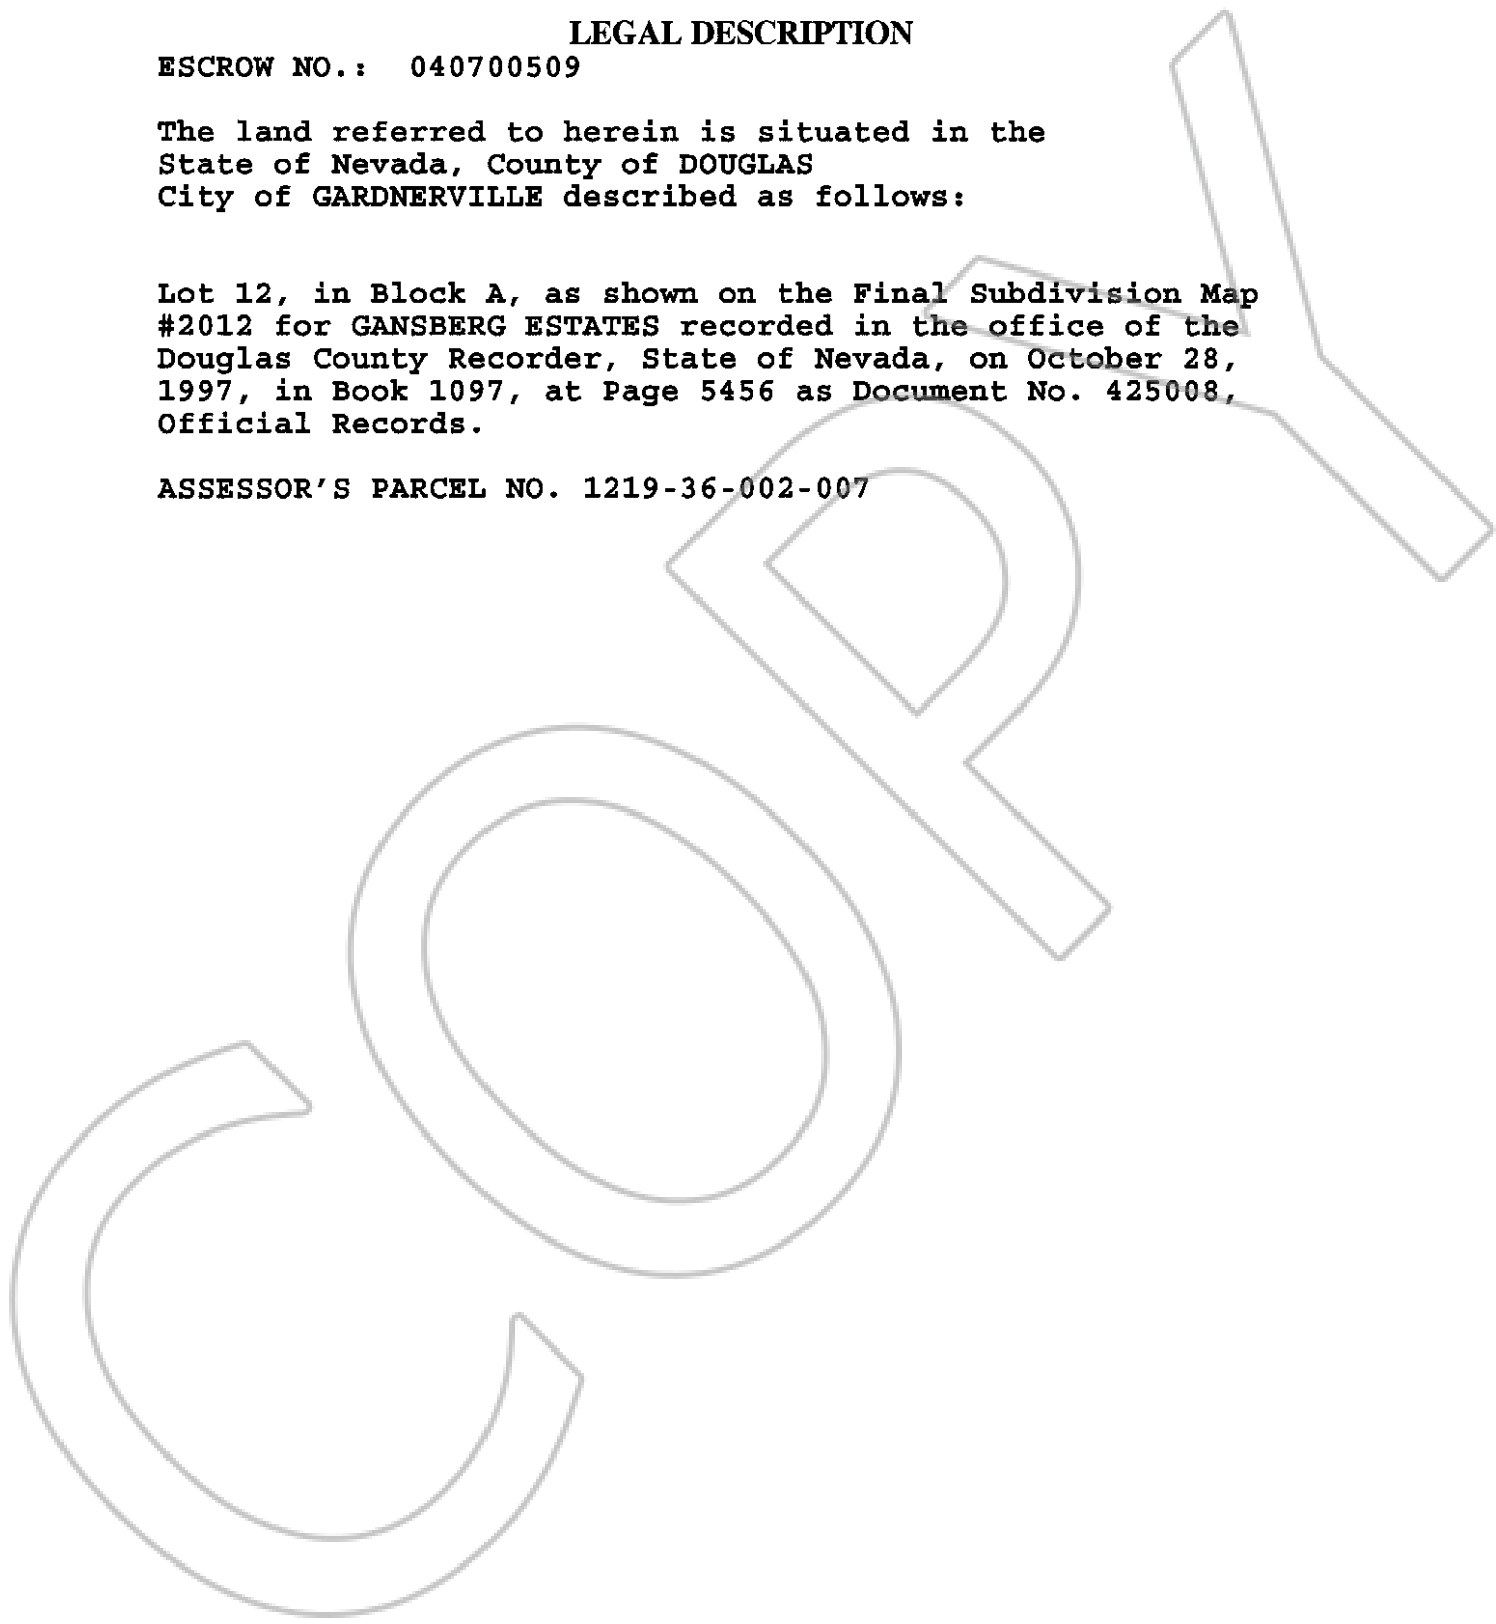 LEGAL DESCRIPTION
ESCROW NO.: 040700509
The land referred to herein is situated in the
State of Nevada, County of DOUGLAS
City of GARDNERVILLE described as follows:
Lot 12, in Block A, as shown on the Final Subdivision Map
#2012 for GANSBERG ESTATES recorded in the office of the
Douglas County Recorder, State of Nevada, on October 28,
1997, in Book 1097, at Page 5456 as Document No. 425008,
Official Records.
ASSESSOR'S PARCEL NO. 1219-36-002-007
COPY